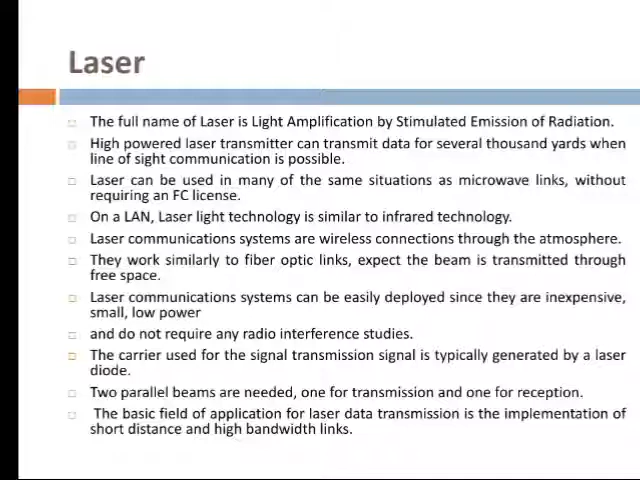 Laser
The full name of Laser is Light Amplification by Stimulated Emission of Radiation.
High powered laser transmitter can transmit data for several thousand yards when
line of sight communication is possible.
Laser can be used in many of the same situations as microwave links, without
requiring an FC license.
On a LAN, Laser light technology is similar to infrared technology.
Laser communications systems are wireless connections through the atmosphere.
They work similarly to fiber optic links, expect the beam is transmitted through
free space.
Laser communications systems can be easily deployed since they are inexpensive,
small, low power
and do not require any radio interference studies.
The carrier used for the signal transmission signal is typically generated by a laser
diode.
Two parallel beams are needed, one for transmission and one for reception.
The basic field of application for laser data transmission is the implementation of
short distance and high bandwidth links.